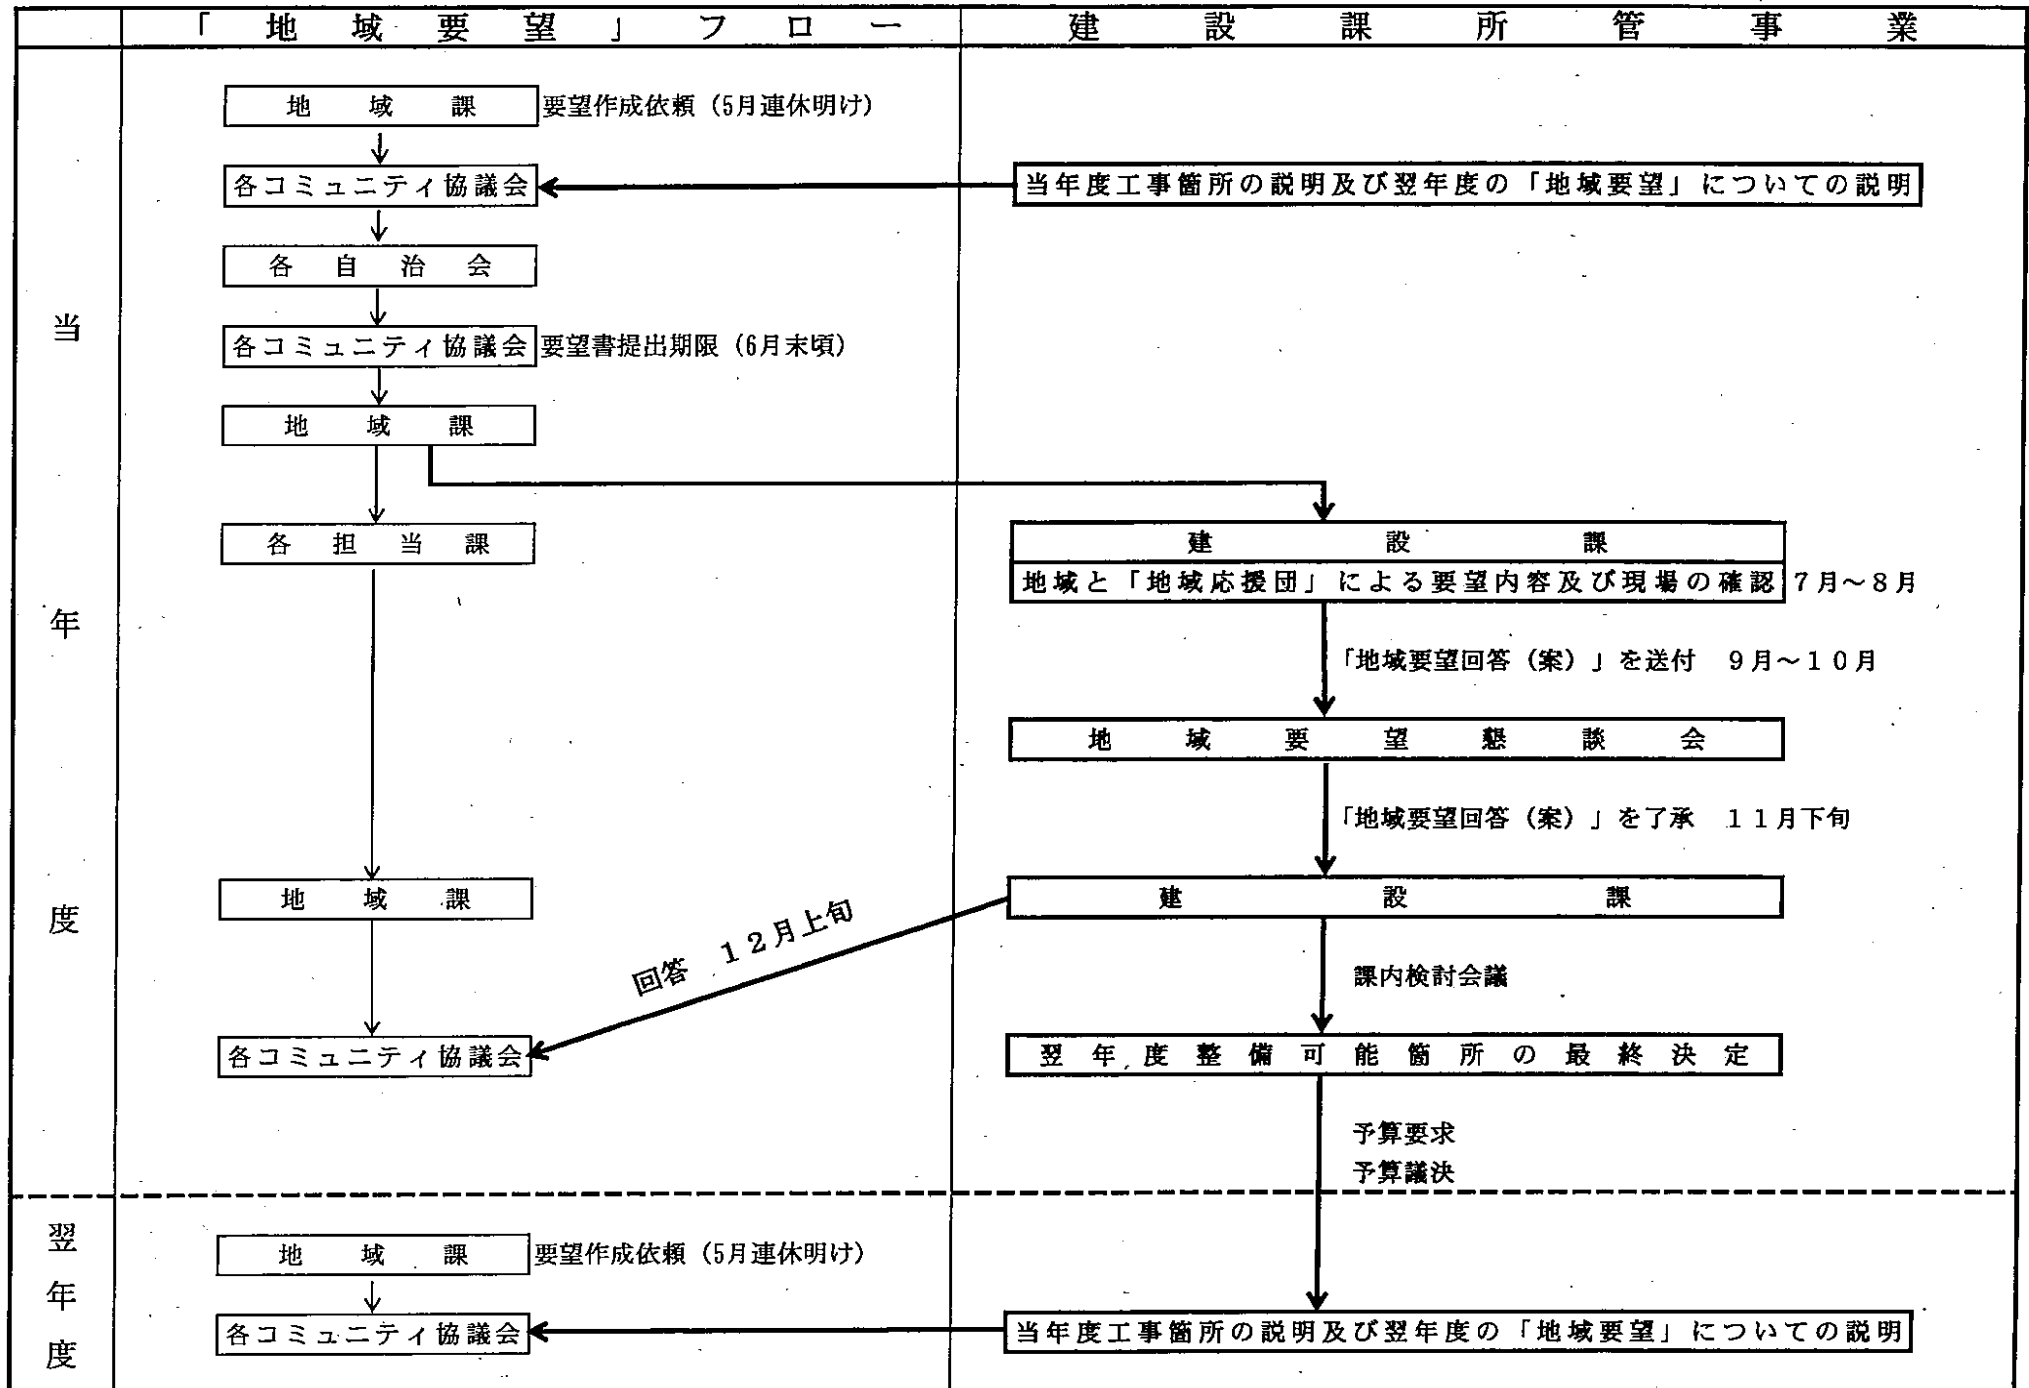 「地域要望」フロー
建設課所管事業
当年度
地域課
要望作成依頼（5月連休明け）
各コミュニティ協議会
当年度工事箇所の説明及び翌年度の「地域要望」についての説明
各自治会
各コミュニティ協議会
要望書提出期限（6月末頃）
地域課
各担当課
建設課
地域と「地域応援団」による要望内容及び現場の確認
7月～8月
「地域要望回答（案）」を送付　9月～10月
地域要望懇談会
「地域要望回答（案）」を了承　11月下旬
地域課
建設課
回答　12月上旬
課内検討会議
各コミュニティ協議会
翌年度整備可能箇所の最終決定
予算要求
予算議決
翌年度
地域課
要望作成依頼（5月連休明け）
各コミュニティ協議会
当年度工事箇所の説明及び翌年度の「地域要望」についての説明